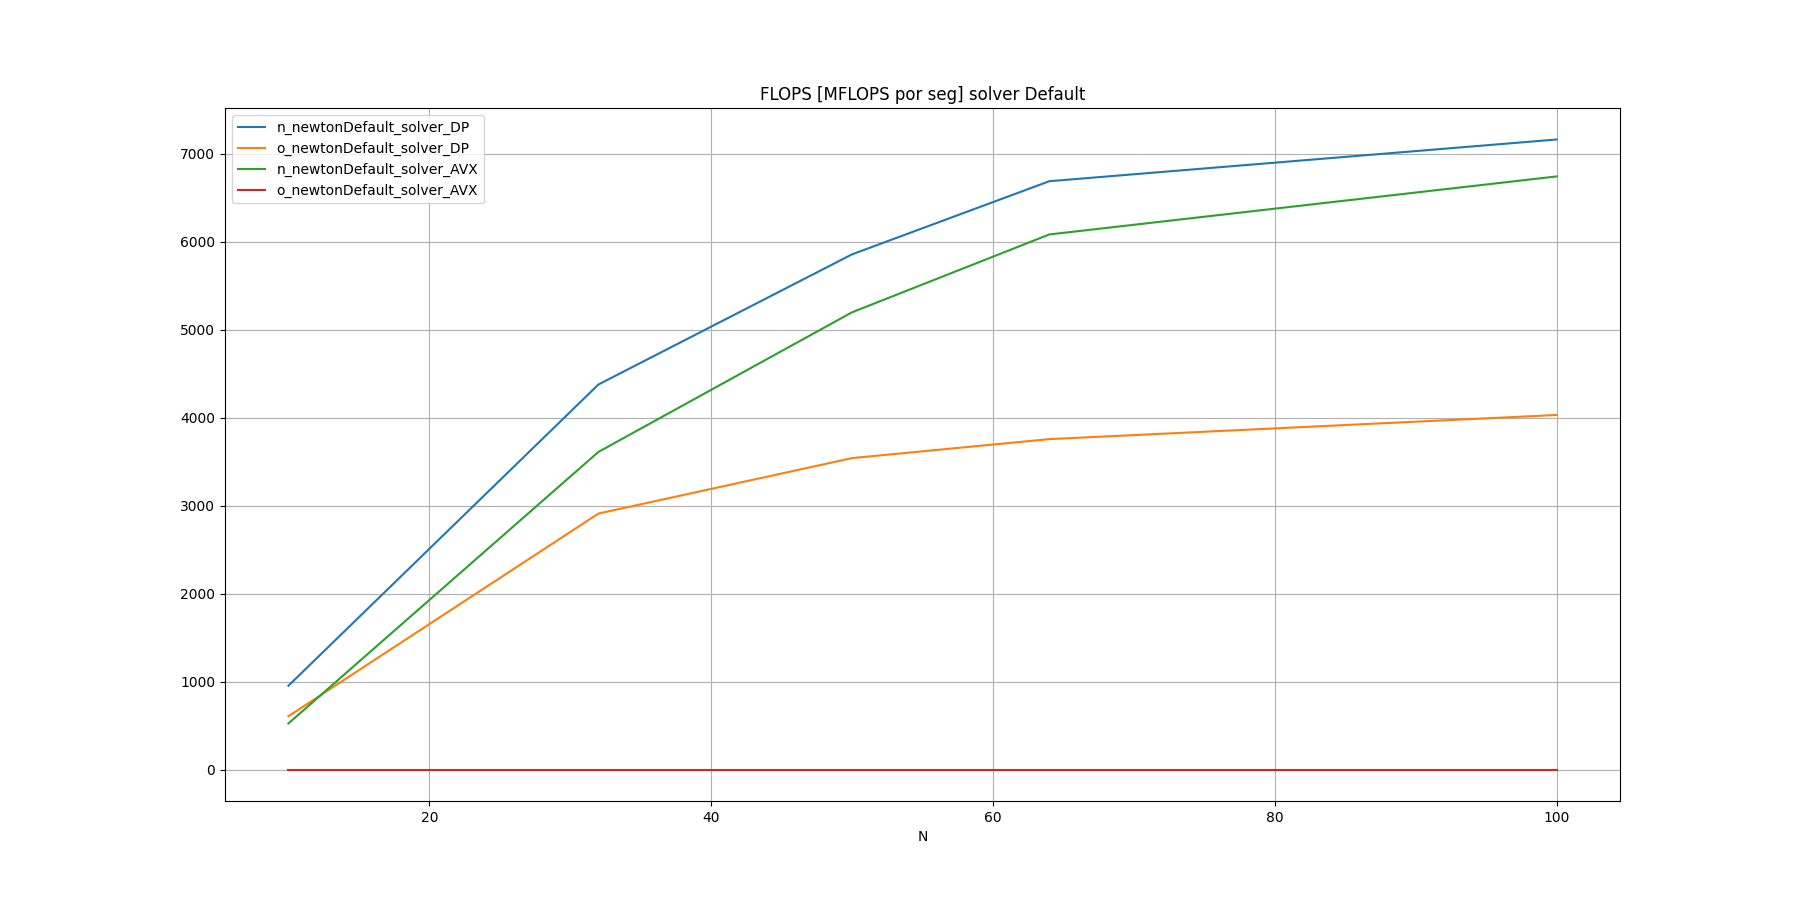 FLOPS [MFLOPS por seg] solver Default
n_newtonDefault_solver_DP
o_newtonDefault_solver_DP
n_newtonDefault_solver_AVX
o_newtonDefault_solver_AVX
7000
6000
5000
4000
3000
2000
1000
0
20 40 60 80 100
N